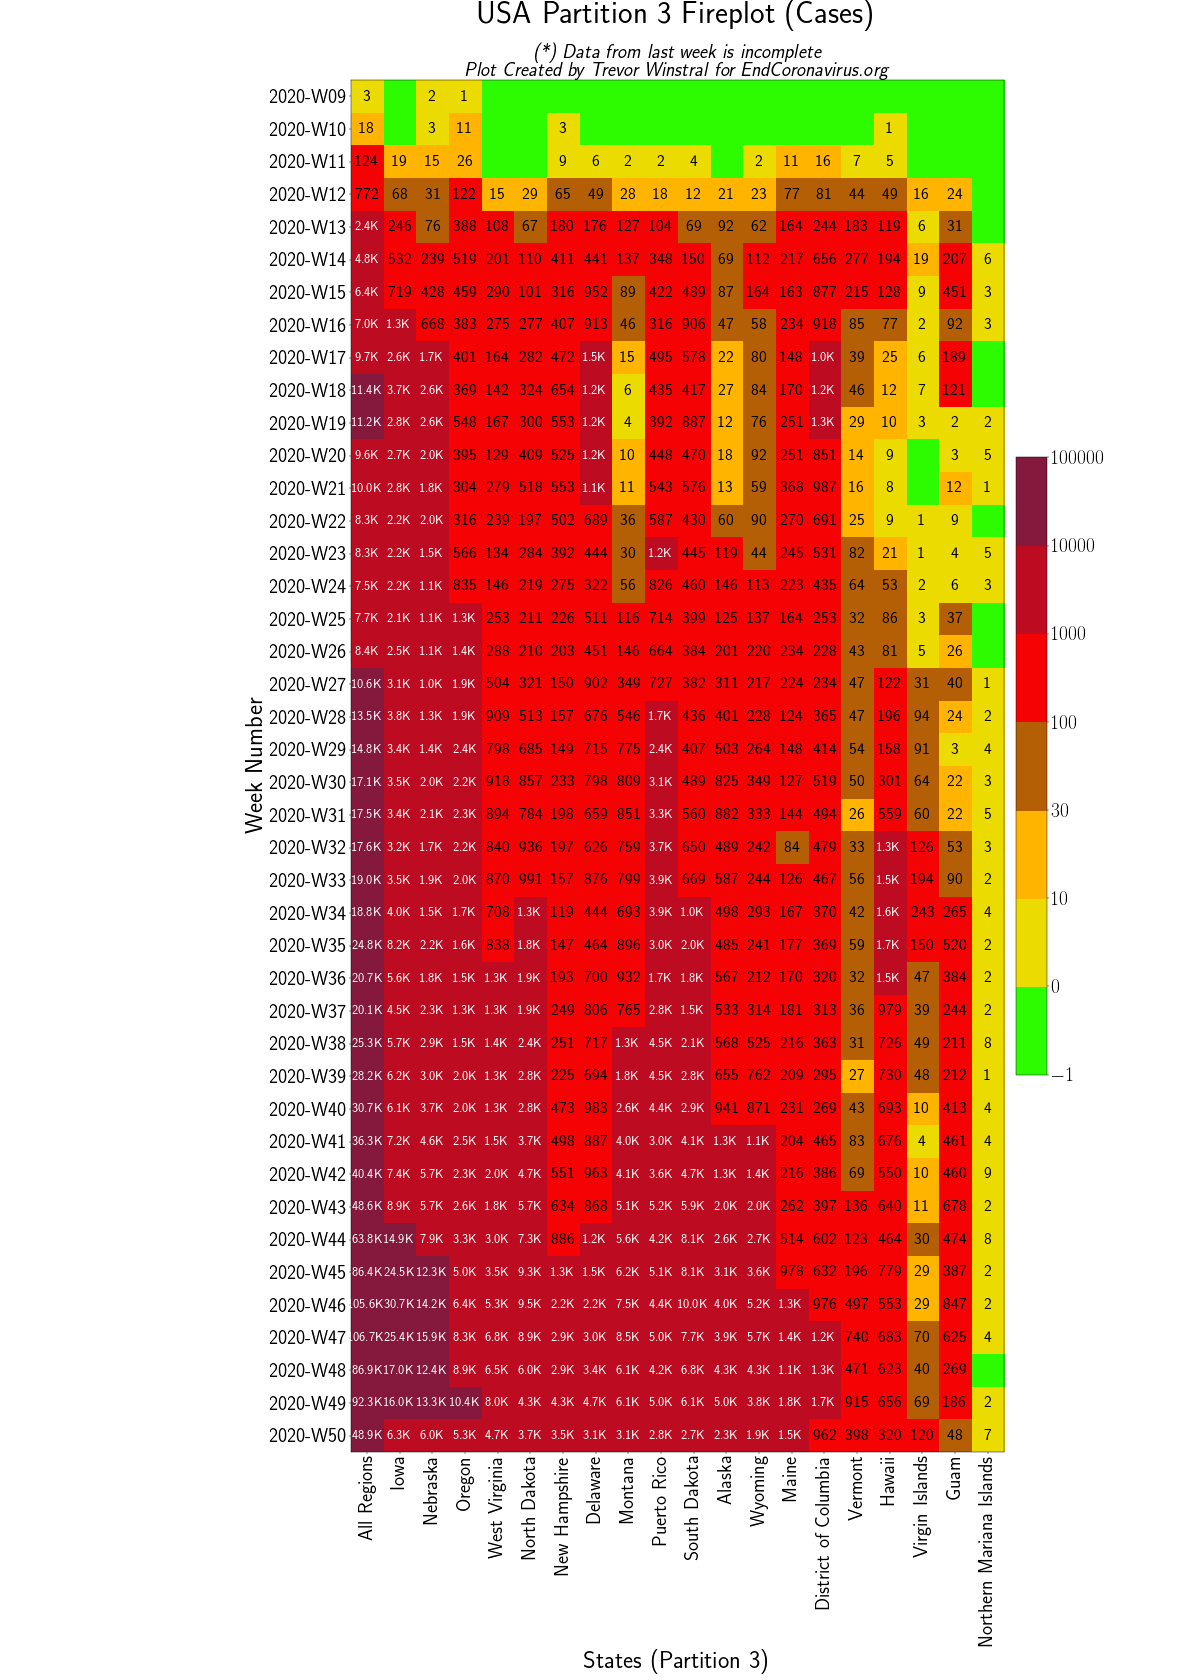 USA Partition 3 Fireplot (Cases)
(*) Data from last week is incomplete
Plot Created by Trevor Winstral for EndCoronavirus.org
2020-W09 3 2 1
2020-W10 18 3 11 3 1
2020-W11 124 19 15 26 9 6 2 2 4 2 11 16 7 5
2020-W12 772 68 31 122 15 29 65 49 28 18 12 21 23 77 81 44 49 16 24
2020-W13 2.4K 246 76 388 108 67 180 176 127 104 69 92 62 164 244 183 119 6 31
2020-W14 4.8K 532 239 519 201 110 411 441 137 348 150 69 112 217 656 277 194 19 207 6
2020-W15 6.4K 719 428 459 290 101 316 952 89 422 489 87 164 163 877 215 128 9 451 3
2020-W16 7.0K 1.3K 668 383 275 277 407 913 46 316 906 47 58 234 918 85 77 2 92 3
2020-W17 9.7K 2.6K 1.7K 401 164 282 472 1.5K 15 495 578 22 80 148 1.0K 39 25 6 189
2020-W18 11.4K 3.7K 2.6K 369 142 324 654 1.2K 6 435 417 27 84 170 1.2K 46 12 7 121
2020-W19 11.2K 2.8K 2.6K 548 167 300 553 1.2K 4 392 887 12 76 251 1.3K 29 10 3 2 2
2020-W20 9.6K 2.7K 2.0K 395 129 409 525 1.2K 10 448 470 18 92 251 851 14 9 3 5
2020-W21 10.0K 2.8K 1.8K 304 279 518 553 1.1K 11 543 576 13 59 368 987 16 8 12 1
2020-W22 8.3K 2.2K 2.0K 316 239 197 502 689 36 587 430 60 90 270 691 25 9 1 9
2020-W23 8.3K 2.2K 1.5K 566 134 284 392 444 30 1.2K 445 119 44 245 531 82 21 1 4 5
2020-W24 7.5K 2.2K 1.1K 835 146 219 275 322 56 826 460 146 113 223 435 64 53 2 6 3
2020-W25 7.7K 2.1K 1.1K 1.3K 253 211 226 511 116 714 399 125 137 164 253 32 86 3 37
2020-W26 8.4K 2.5K 1.1K 1.4K 288 210 203 451 146 664 384 201 220 234 228 43 81 5 26
2020-W27 10.6K 3.1K 1.0K 1.9K 504 321 150 902 349 727 382 311 217 224 234 47 122 31 40 1
2020-W28 13.5K 3.8K 1.3K 1.9K 909 513 157 676 546 1.7K 436 401 228 124 365 47 196 94 24 2
2020-W29 14.8K 3.4K 1.4K 2.4K 798 685 149 715 775 2.4K 407 503 264 148 414 54 158 91 3 4
2020-W30 17.1K 3.5K 2.0K 2.2K 918 857 233 798 809 3.1K 489 825 349 127 519 50 301 64 22 3
2020-W31 17.5K 3.4K 2.1K 2.3K 894 784 198 659 851 3.3K 560 882 333 144 494 26 559 60 22 5
2020-W32 17.6K 3.2K 1.7K 2.2K 840 936 197 626 759 3.7K 650 489 242 84 479 33 1.3K 126 53 3
2020-W33 19.0K 3.5K 1.9K 2.0K 870 991 157 876 799 3.9K 669 587 244 126 467 56 1.5K 194 90 2
2020-W34 18.8K 4.0K 1.5K 1.7K 708 1.3K 119 444 693 3.9K 1.0K 498 293 167 370 42 1.6K 243 265 4
2020-W35 24.8K 8.2K 2.2K 1.6K 838 1.8K 147 464 896 3.0K 2.0K 485 241 177 369 59 1.7K 150 520 2
2020-W36 20.7K 5.6K 1.8K 1.5K 1.3K 1.9K 193 700 932 1.7K 1.8K 567 212 170 320 32 1.5K 47 384 2
2020-W37 20.1K 4.5K 2.3K 1.3K 1.3K 1.9K 249 806 765 2.8K 1.5K 533 314 181 313 36 979 39 244 2
2020-W38 25.3K 5.7K 2.9K 1.5K 1.4K 2.4K 251 717 1.3K 4.5K 2.1K 568 525 216 363 31 726 49 211 8
2020-W39 28.2K 6.2K 3.0K 2.0K 1.3K 2.8K 225 694 1.8K 4.5K 2.8K 655 762 209 295 27 730 48 212 1
2020-W40 30.7K 6.1K 3.7K 2.0K 1.3K 2.8K 473 983 2.6K 4.4K 2.9K 941 871 231 269 43 693 10 413 4
2020-W41 36.3K 7.2K 4.6K 2.5K 1.5K 3.7K 498 887 4.0K 3.0K 4.1K 1.3K 1.1K 204 465 83 676 4 461 4
2020-W42 40.4K 7.4K 5.7K 2.3K 2.0K 4.7K 551 963 4.1K 3.6K 4.7K 1.3K 1.4K 216 386 69 550 10 460 9
2020-W43 48.6K 8.9K 5.7K 2.6K 1.8K 5.7K 634 868 5.1K 5.2K 5.9K 2.0K 2.0K 262 397 136 640 11 678 2
2020-W44 63.8K 14.9K 7.9K 3.3K 3.0K 7.3K 886 1.2K 5.6K 4.2K 8.1K 2.6K 2.7K 514 602 123 464 30 474 8
2020-W45 86.4K 24.5K 12.3K 5.0K 3.5K 9.3K 1.3K 1.5K 6.2K 5.1K 8.1K 3.1K 3.6K 978 632 196 779 29 387 2
2020-W46 105.6K 30.7K 14.2K 6.4K 5.3K 9.5K 2.2K 2.2K 7.5K 4.4K 10.0K 4.0K 5.2K 1.3K 976 497 553 29 847 2
2020-W47 106.7K 25.4K 15.9K 8.3K 6.8K 8.9K 2.9K 3.0K 8.5K 5.0K 7.7K 3.9K 5.7K 1.4K 1.2K 740 683 70 625 4
2020-W48 86.9K 17.0K 12.4K 8.9K 6.5K 6.0K 2.9K 3.4K 6.1K 4.2K 6.8K 4.3K 4.3K 1.1K 1.3K 471 623 40 269
2020-W49 92.3K 16.0K 13.3K 10.4K 8.0K 4.3K 4.3K 4.7K 6.1K 5.0K 6.1K 5.0K 3.8K 1.8K 1.7K 915 656 69 186 2
2020-W50 48.9K 6.3K 6.0K 5.3K 4.7K 3.7K 3.5K 3.1K 3.1K 2.8K 2.7K 2.3K 1.9K 1.5K 962 398 320 120 48 7
Week Number
All Regions
Iowa
Nebraska
Oregon
West Virginia
North Dakota
New Hampshire
Delaware
Montana
Puerto Rico
South Dakota
Alaska
Wyoming
Maine
District of Columbia
Vermont
Hawaii
Virgin Islands
Guam
Northern Mariana Islands
States (Partition 3)
100000
10000
1000
100
30
10
0
−1